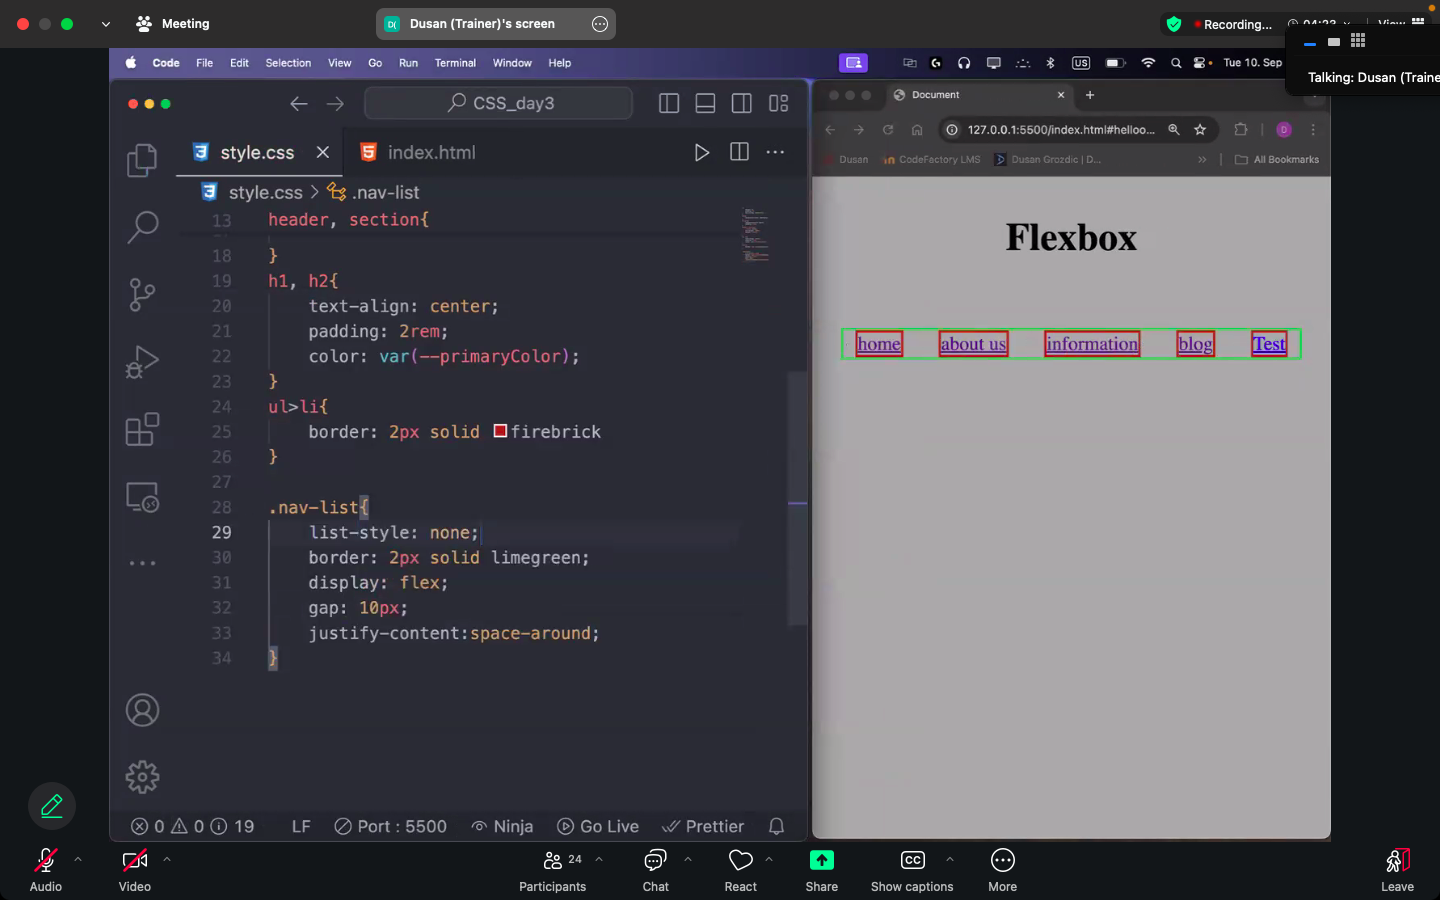 Meeting
D( Dusan (Trainer)'s screen
Recording... 04:23 View
Talking: Dusan (Traine
Code File Edit Selection View Go Run Terminal Window Help
US Tue 10. Sep
CSS_day3
style.css index.html
style.css > .nav-list
13 header, section{
18 }
19 h1, h2{
20 text-align: center;
21 padding: 2rem;
22 color: var(--primaryColor);
23 }
24 ul>li{
25 border: 2px solid firebrick
26 }
27
28 .nav-list{
29 list-style: none;
30 border: 2px solid limegreen;
31 display: flex;
32 gap: 10px;
33 justify-content:space-around;
34 }
0 0 19 LF Port : 5500 Ninja Go Live Prettier
Document
127.0.0.1:5500/index.html#helloo... D
Dusan CodeFactory LMS Dusan Grozdic | D... » All Bookmarks
Flexbox
home about us information blog Test
Audio Video Participants 24 Chat React Share CC Show captions More Leave